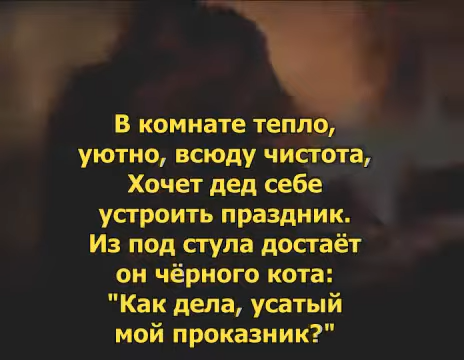 В комнате тепло,
уютно, всюду чистота,
Хочет дед себе
устроить праздник.
Из под стула достаёт
он чёрного кота:
"Как дела, усатый
мой проказник?"